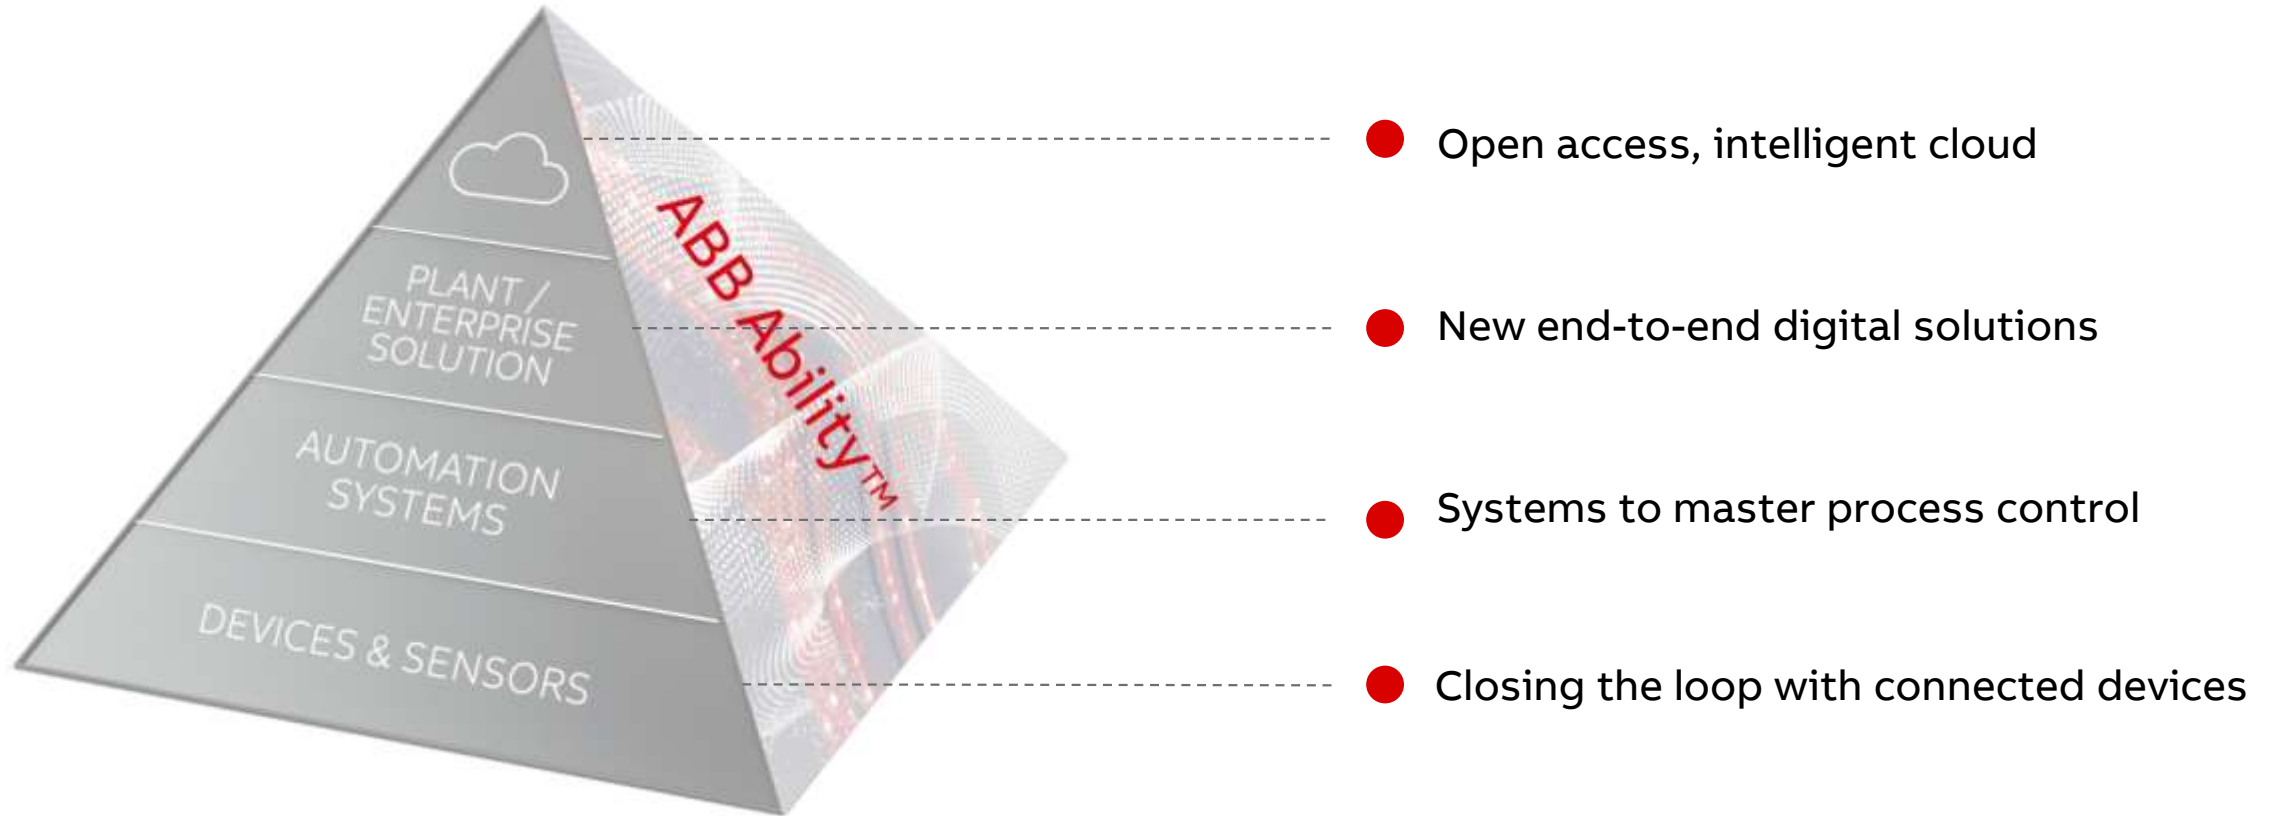 PLANT /
ENTERPRISE
SOLUTION
AUTOMATION
SYSTEMS
DEVICES & SENSORS
ABB Ability™
Open access, intelligent cloud
New end-to-end digital solutions
Systems to master process control
Closing the loop with connected devices